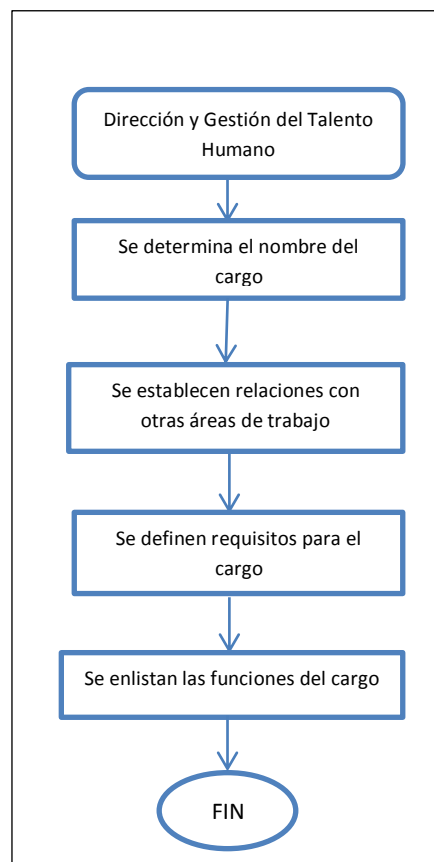 Dirección y Gestión del Talento
Humano
Se determina el nombre del
cargo
Se establecen relaciones con
otras áreas de trabajo
Se definen requisitos para el
cargo
Se enlistan las funciones del cargo
FIN